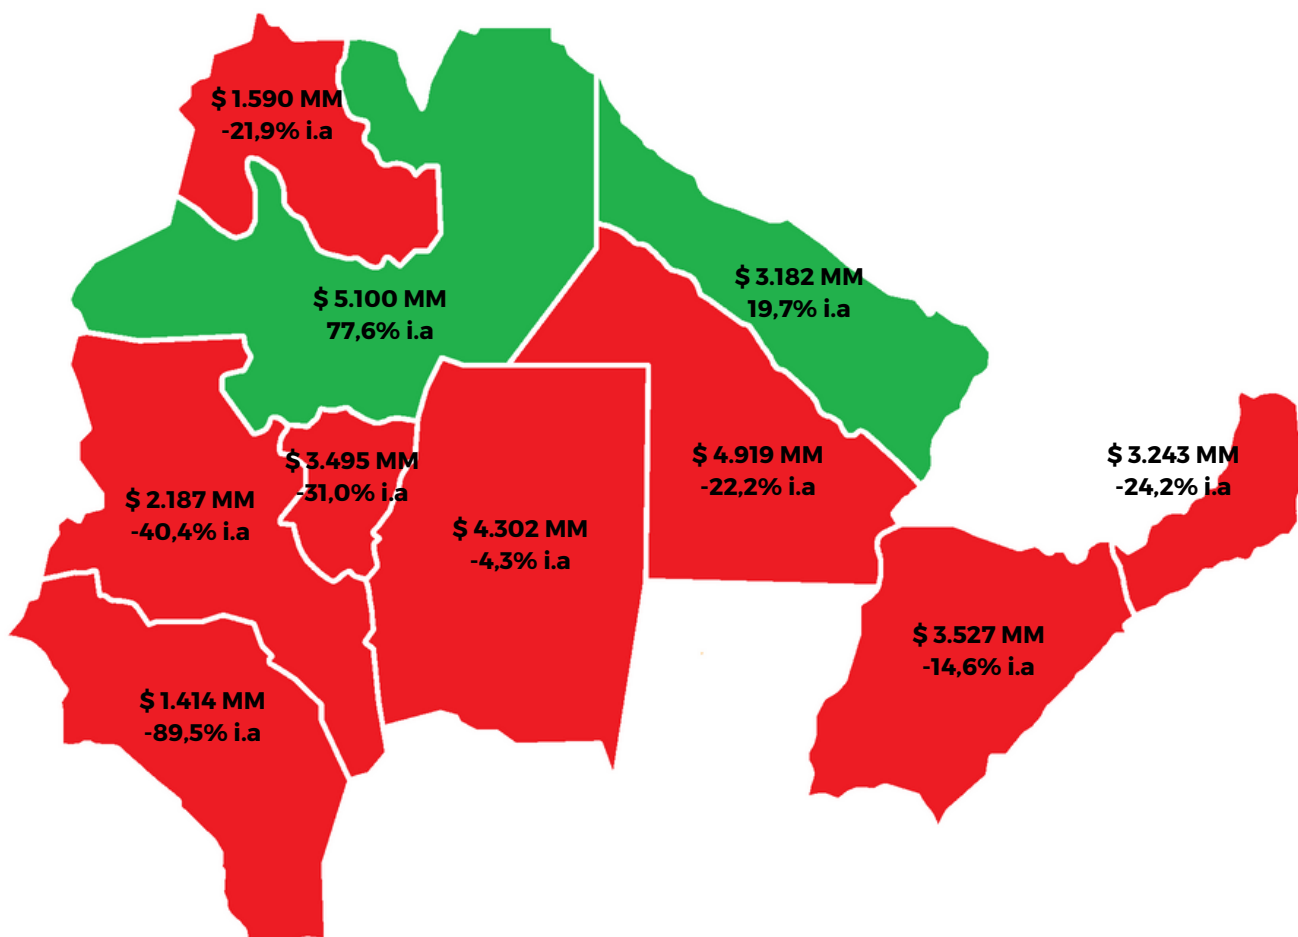 $ 1.590 MM
-21,9% i.a
$ 5.100 MM
77,6% i.a
$ 3.182 MM
19,7% i.a
$ 4.919 MM
-22,2% i.a
$ 3.243 MM
-24,2% i.a
$ 3.495 MM
-31,0% i.a
$ 2.187 MM
-40,4% i.a
$ 4.302 MM
-4,3% i.a
$ 3.527 MM
-14,6% i.a
$ 1.414 MM
-89,5% i.a